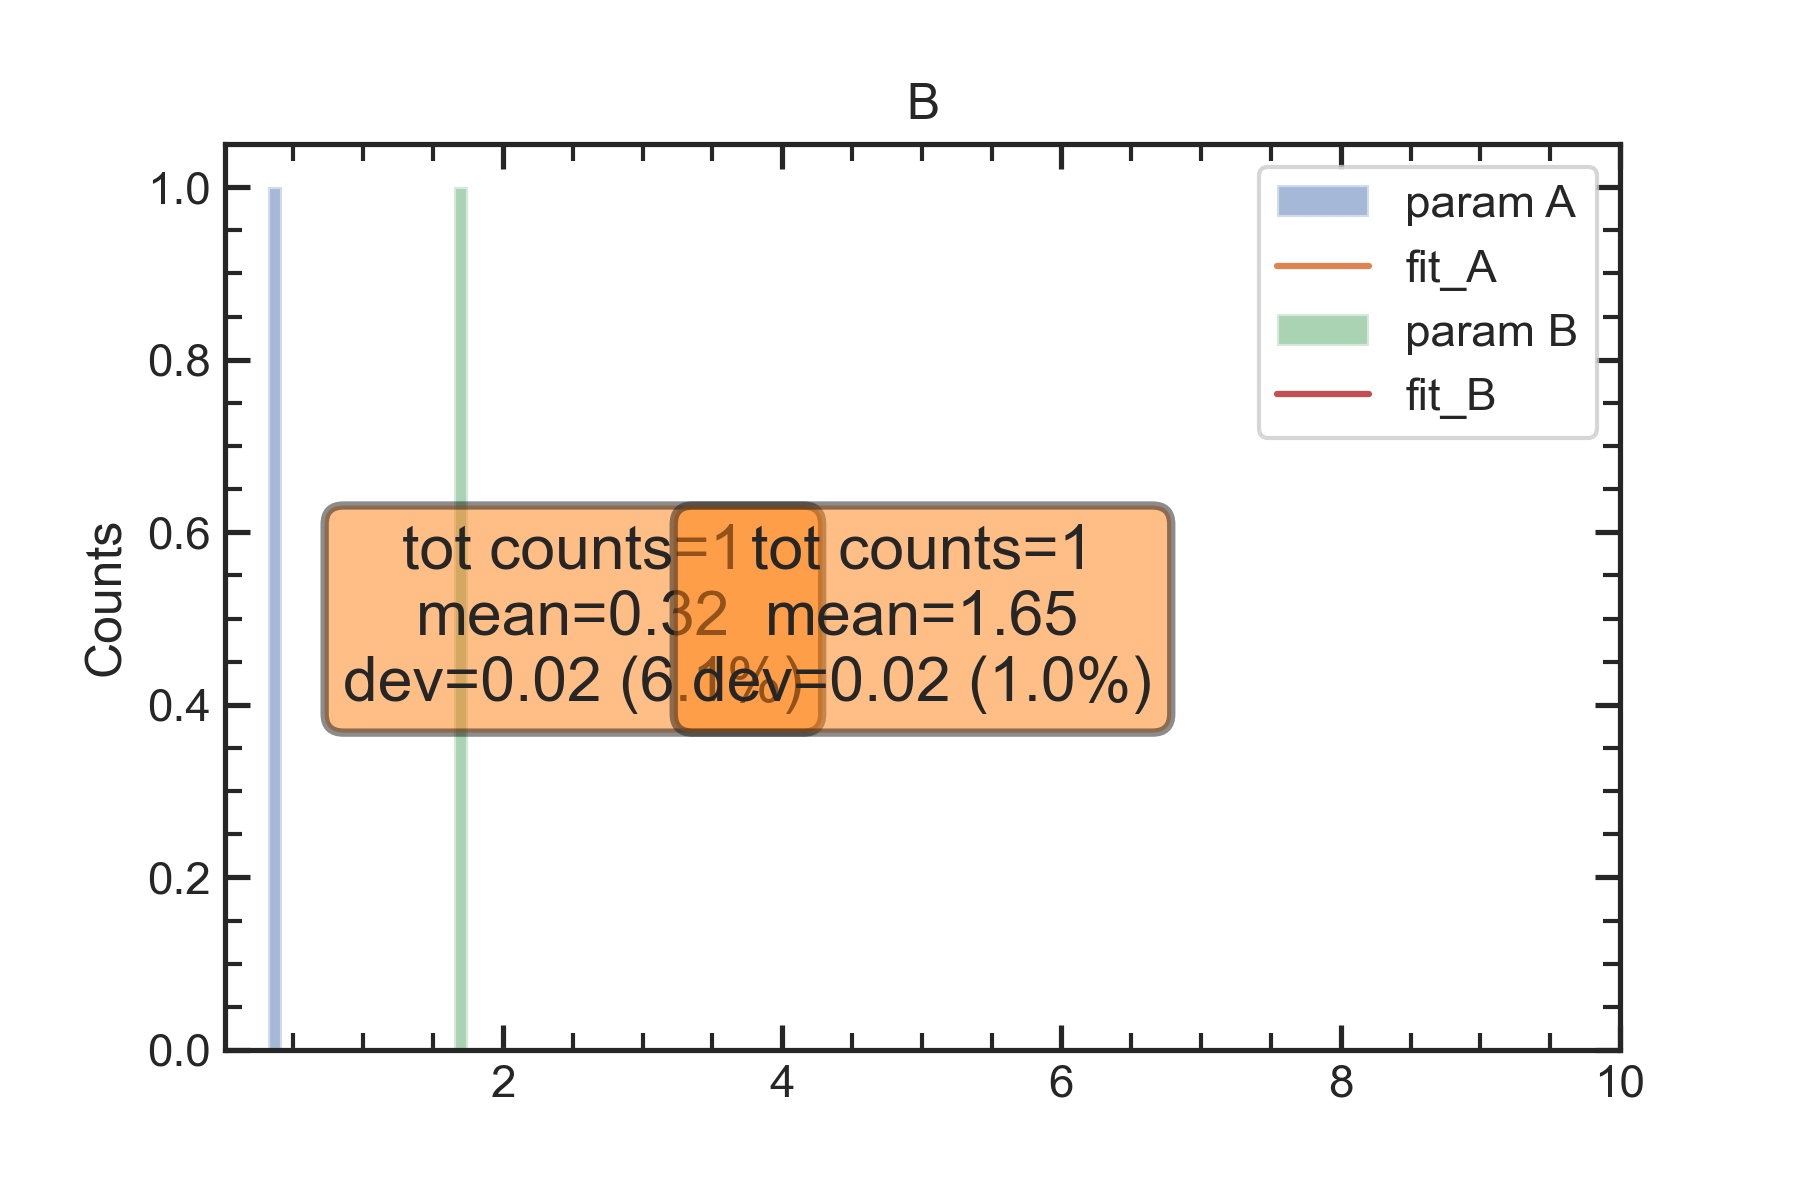 B
Counts
1.0
0.8
0.6
0.4
0.2
0.0
2
4
6
8
10
param A
fit_A
param B
fit_B
tot counts=1
mean=0.32
dev=0.02 (6.1%)
tot counts=1
mean=1.65
dev=0.02 (1.0%)